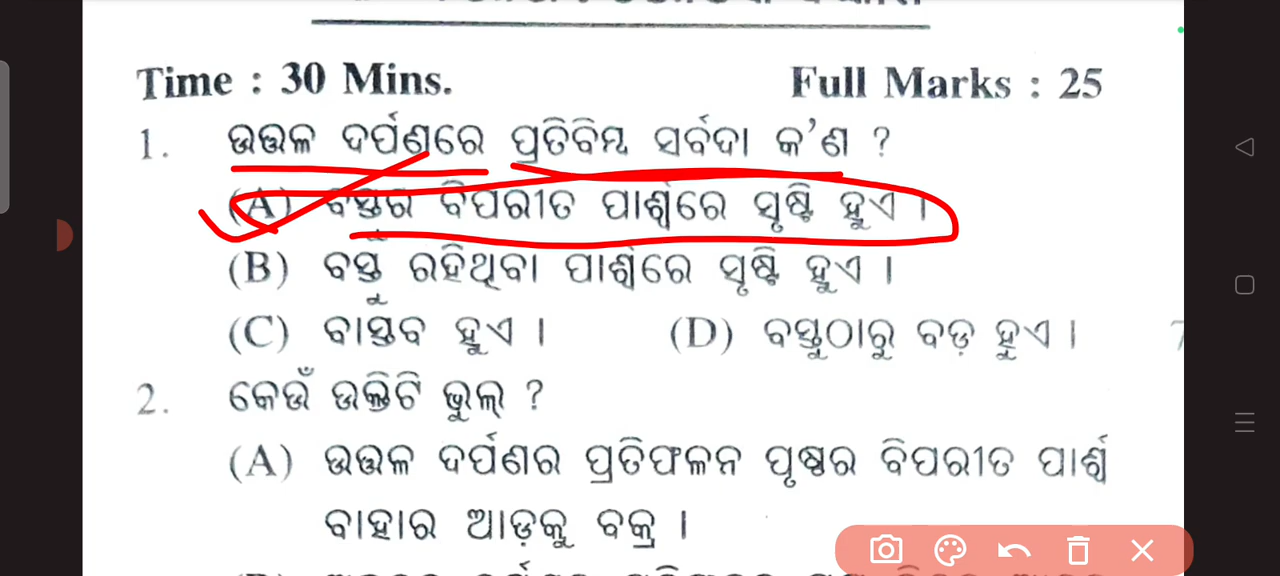 Time : 30 Mins. Full Marks : 25
1. ଉତ୍ତଳ ଦର୍ପଣରେ ପ୍ରତିବିମ୍ବ ସର୍ବଦା କ'ଣ ?
(A) ବସ୍ତୁର ବିପରୀତ ପାର୍ଶ୍ୱରେ ସୃଷ୍ଟି ହୁଏ ।
(B) ବସ୍ତୁ ରହିଥିବା ପାର୍ଶ୍ୱରେ ସୃଷ୍ଟି ହୁଏ ।
(C) ବାସ୍ତବ ହୁଏ । (D) ବସ୍ତୁଠାରୁ ବଡ଼ ହୁଏ ।
2. କେଉଁ ଉକ୍ତିଟି ଭୁଲ୍ ?
(A) ଉତ୍ତଳ ଦର୍ପଣର ପ୍ରତିଫଳନ ପୃଷ୍ଠର ବିପରୀତ ପାର୍ଶ୍ୱ
ବାହାର ଆଡ଼କୁ ବକ୍ର ।